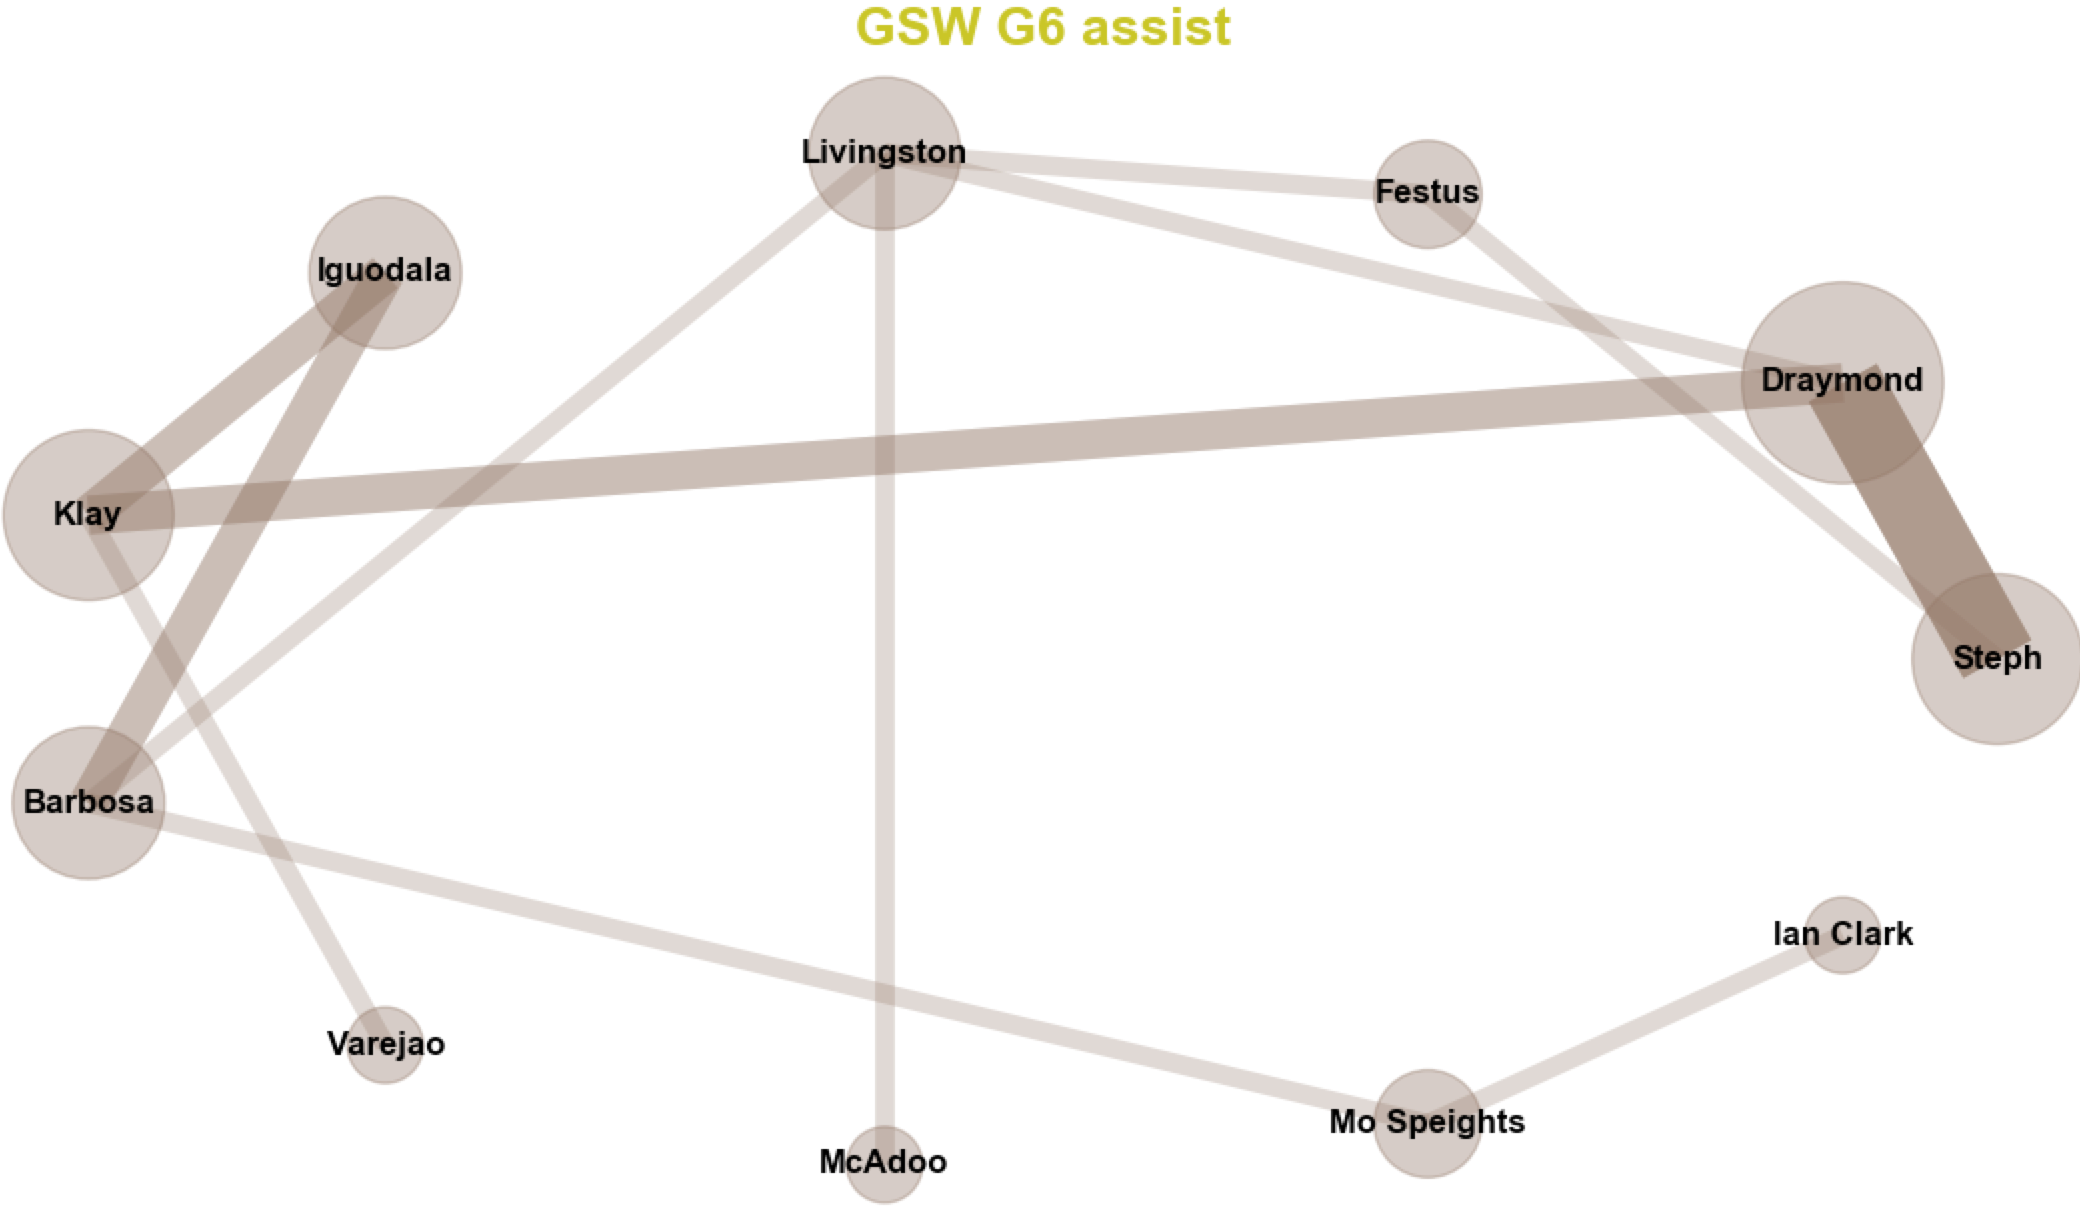 GSW G6 assist
Livingston
Festus
Iguodala
Draymond
Klay
Steph
Barbosa
Ian Clark
Varejao
Mo Speights
McAdoo